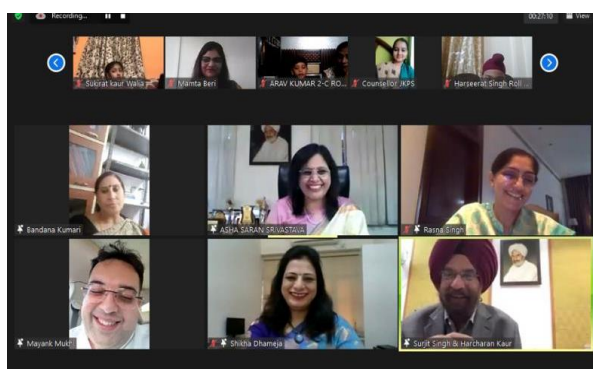 Recording...
00:27:10
View
Sukirat kaur Walia
Mamta Beri
ARAV KUMAR 2-C RO...
Counsellor JKPS
Harseerat Singh Roll ...
Bandana Kumari
ASHA SARAN SRIVASTAVA
Rasna Singh
Mayank
Shikha Dhameja
Surjit Singh & Harcharan Kaur